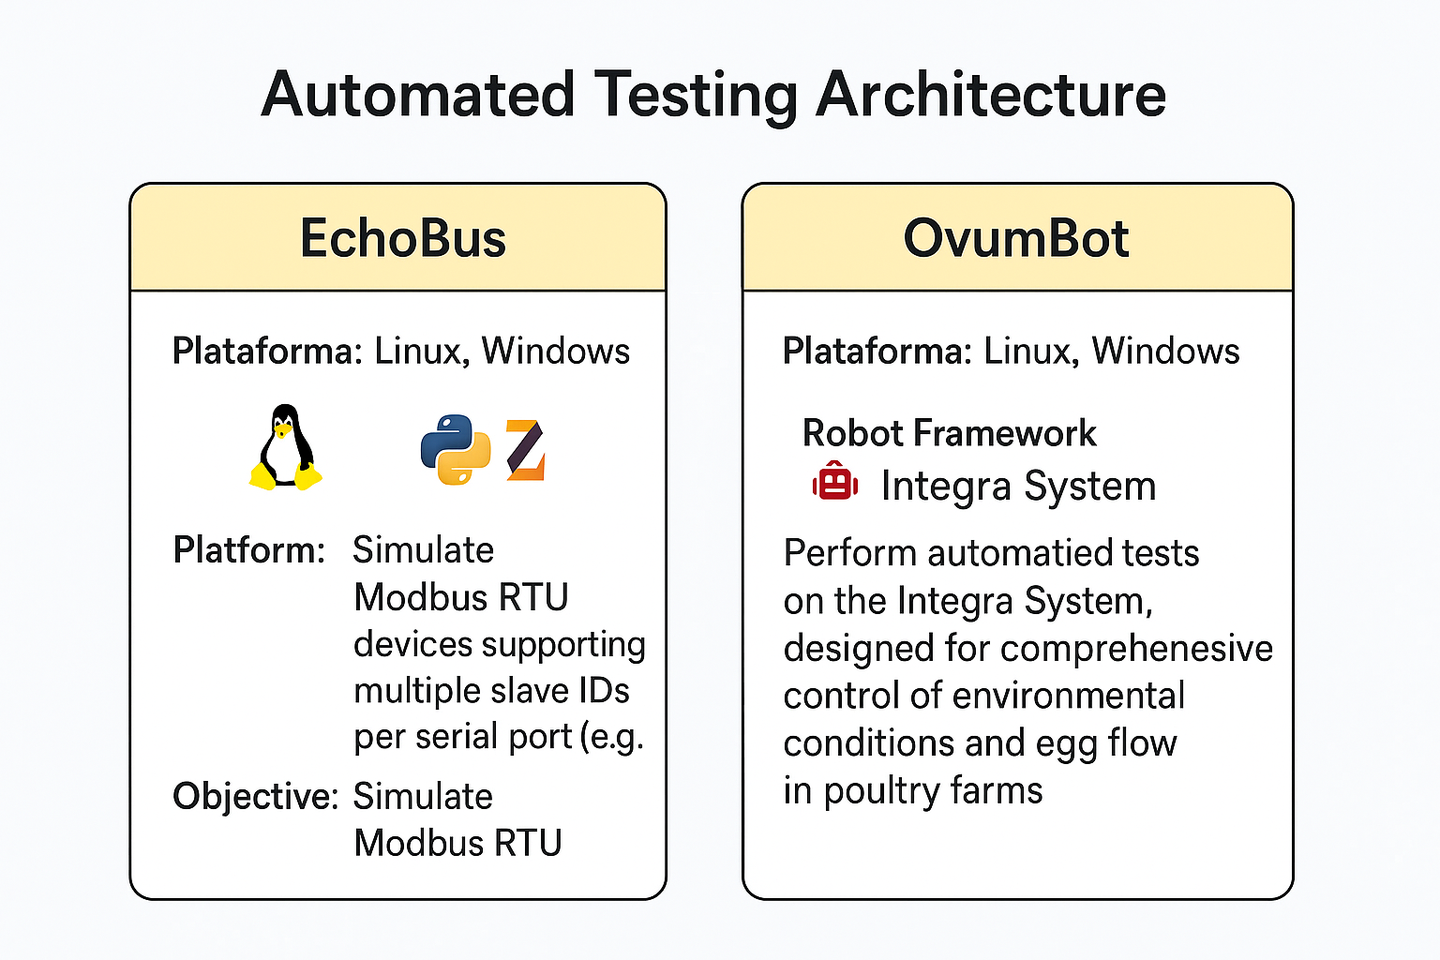 Automated Testing Architecture
EchoBus
Plataforma: Linux, Windows
Platform: Simulate
Modbus RTU
devices supporting
multiple slave IDs
per serial port (e.g.
Objective: Simulate
Modbus RTU
OvumBot
Plataforma: Linux, Windows
Robot Framework
Integra System
Perform automatied tests
on the Integra System,
designed for comprehenesive
control of environmental
conditions and egg flow
in poultry farms